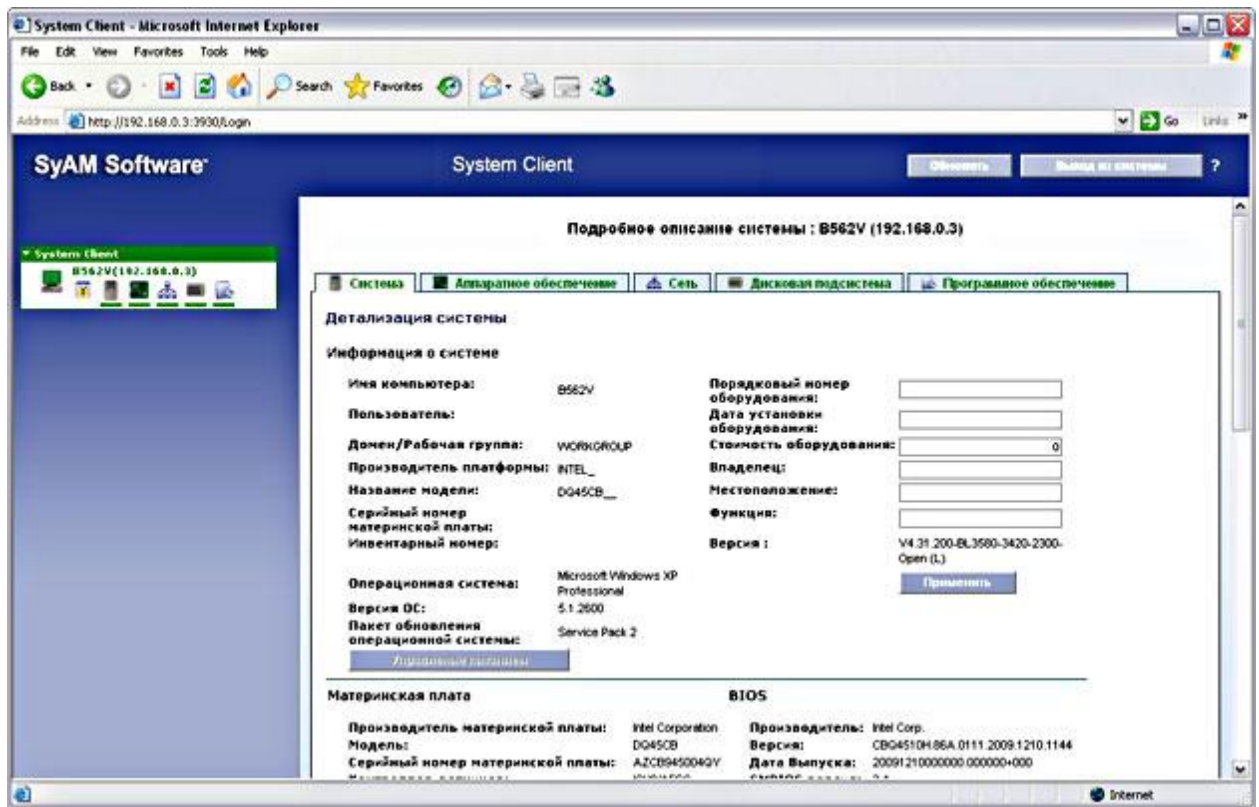 System Client - Microsoft Internet Explorer
File Edit View Favorites Tools Help
Back Search Favorites
Address http://192.168.0.3:3930/Login Go Links »
SyAM Software System Client Обновить Выход из системы ?
Подробное описание системы : B562V (192.168.0.3)
System Client
B562V(192.168.0.3)
Система Аппаратное обеспечение Сеть Дисковая подсистема Программное обеспечение
Детализация системы
Информация о системе
Имя компьютера: B562V Порядковый номер оборудования:
Пользователь: Дата установки оборудования:
Домен/Рабочая группа: WORKGROUP Стоимость оборудования: 0
Производитель платформы: INTEL_ Владелец:
Название модели: DQ45CB__ Местоположение:
Серийный номер материнской платы: Функция:
Инвентарный номер: Версия : V4.31.200-BL3580-3420-2300-Open (L)
Операционная система: Microsoft Windows XP Professional Применить
Версия ОС: 5.1.2600
Пакет обновления операционной системы: Service Pack 2
Управление питанием
Материнская плата BIOS
Производитель материнской платы: Intel Corporation Производитель: Intel Corp.
Модель: DQ45CB Версия: CBQ4510H.86A.0111.2009.1210.1144
Серийный номер материнской платы: AZCB945004QV Дата Выпуска: 20091210000000.000000+000
Internet